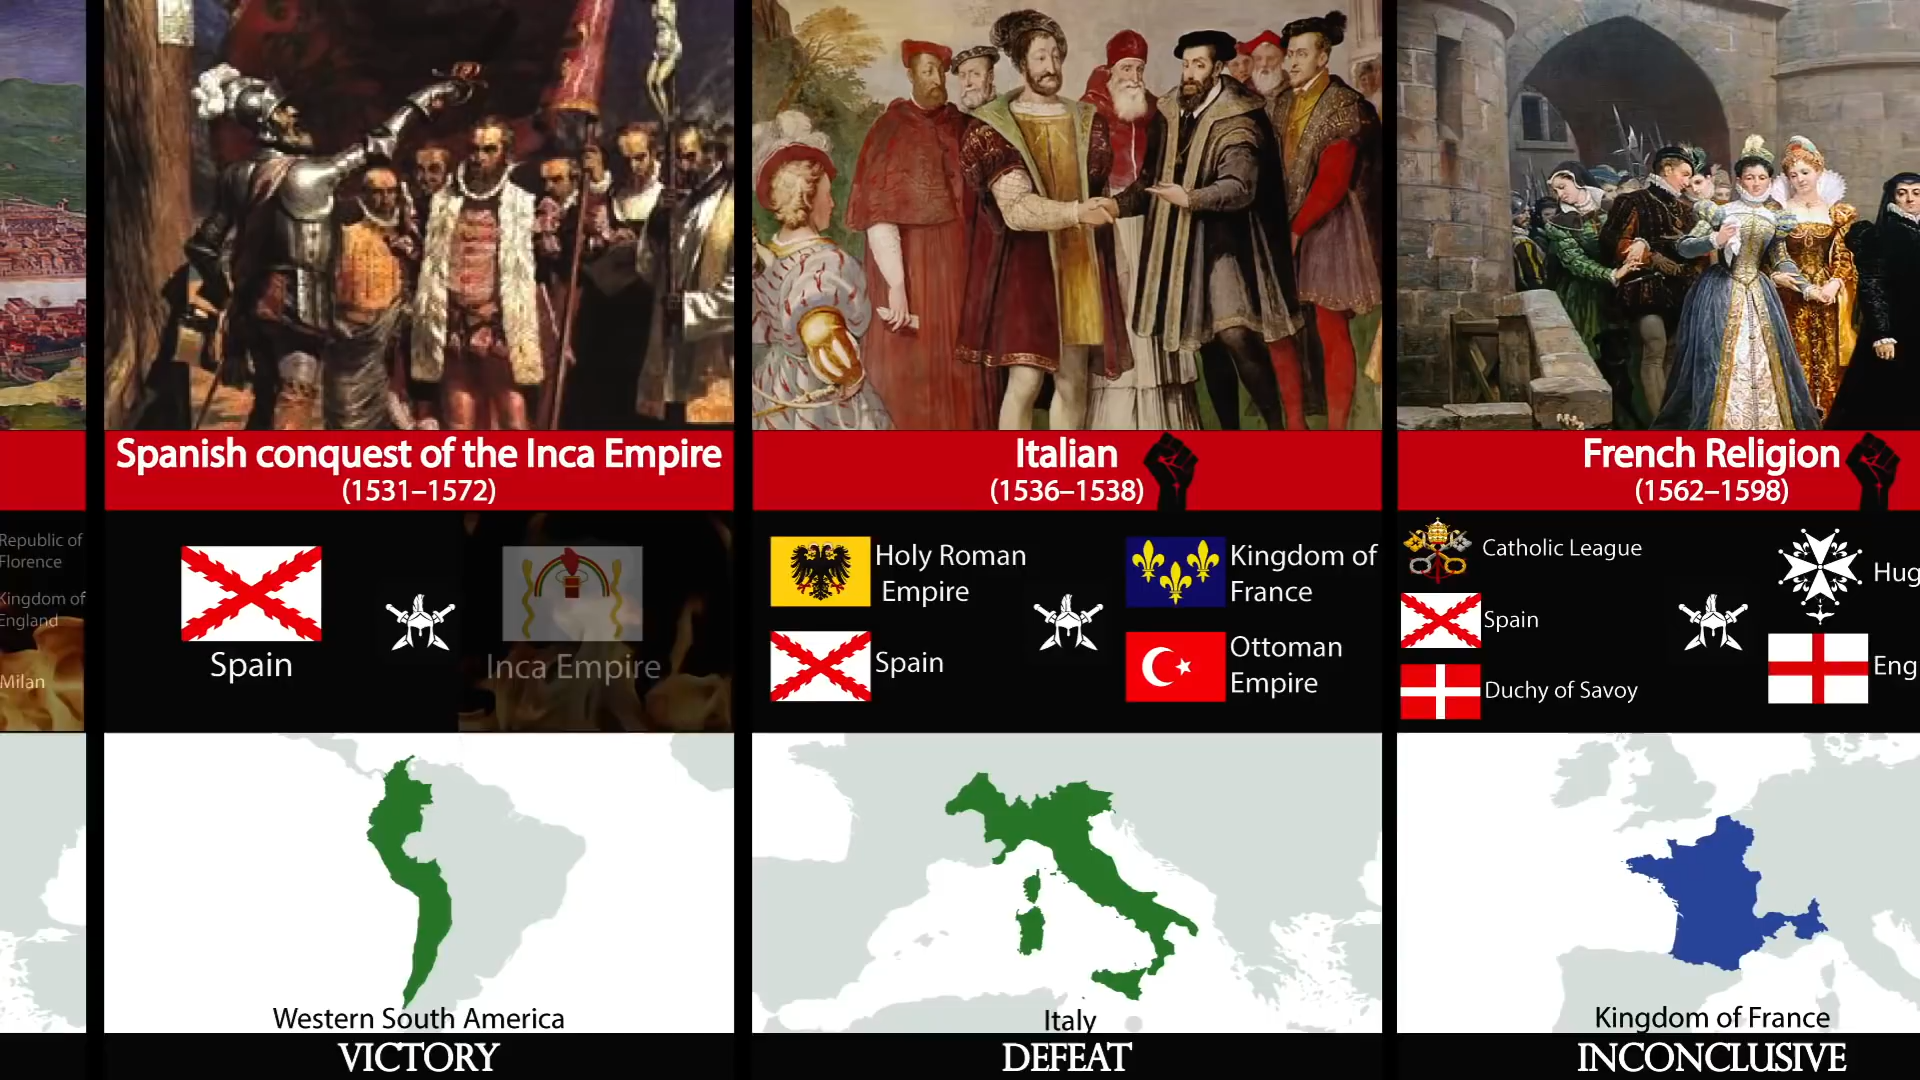 Republic of
Florence
Kingdom of
England
Milan
Spanish conquest of the Inca Empire
(1531–1572)
Spain
Inca Empire
Western South America
VICTORY
Italian
(1536–1538)
Holy Roman
Empire
Spain
Kingdom of
France
Ottoman
Empire
Italy
DEFEAT
French Religion
(1562–1598)
Catholic League
Spain
Duchy of Savoy
Hug
Eng
Kingdom of France
INCONCLUSIVE